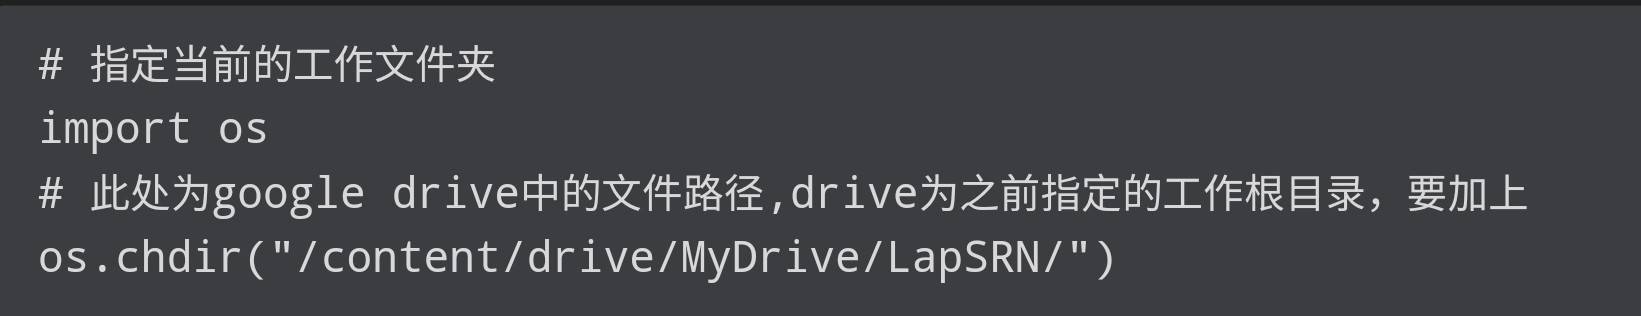 # 指定当前的工作文件夹
import os
# 此处为google drive中的文件路径,drive为之前指定的工作根目录，要加上
os.chdir("/content/drive/MyDrive/LapSRN/")